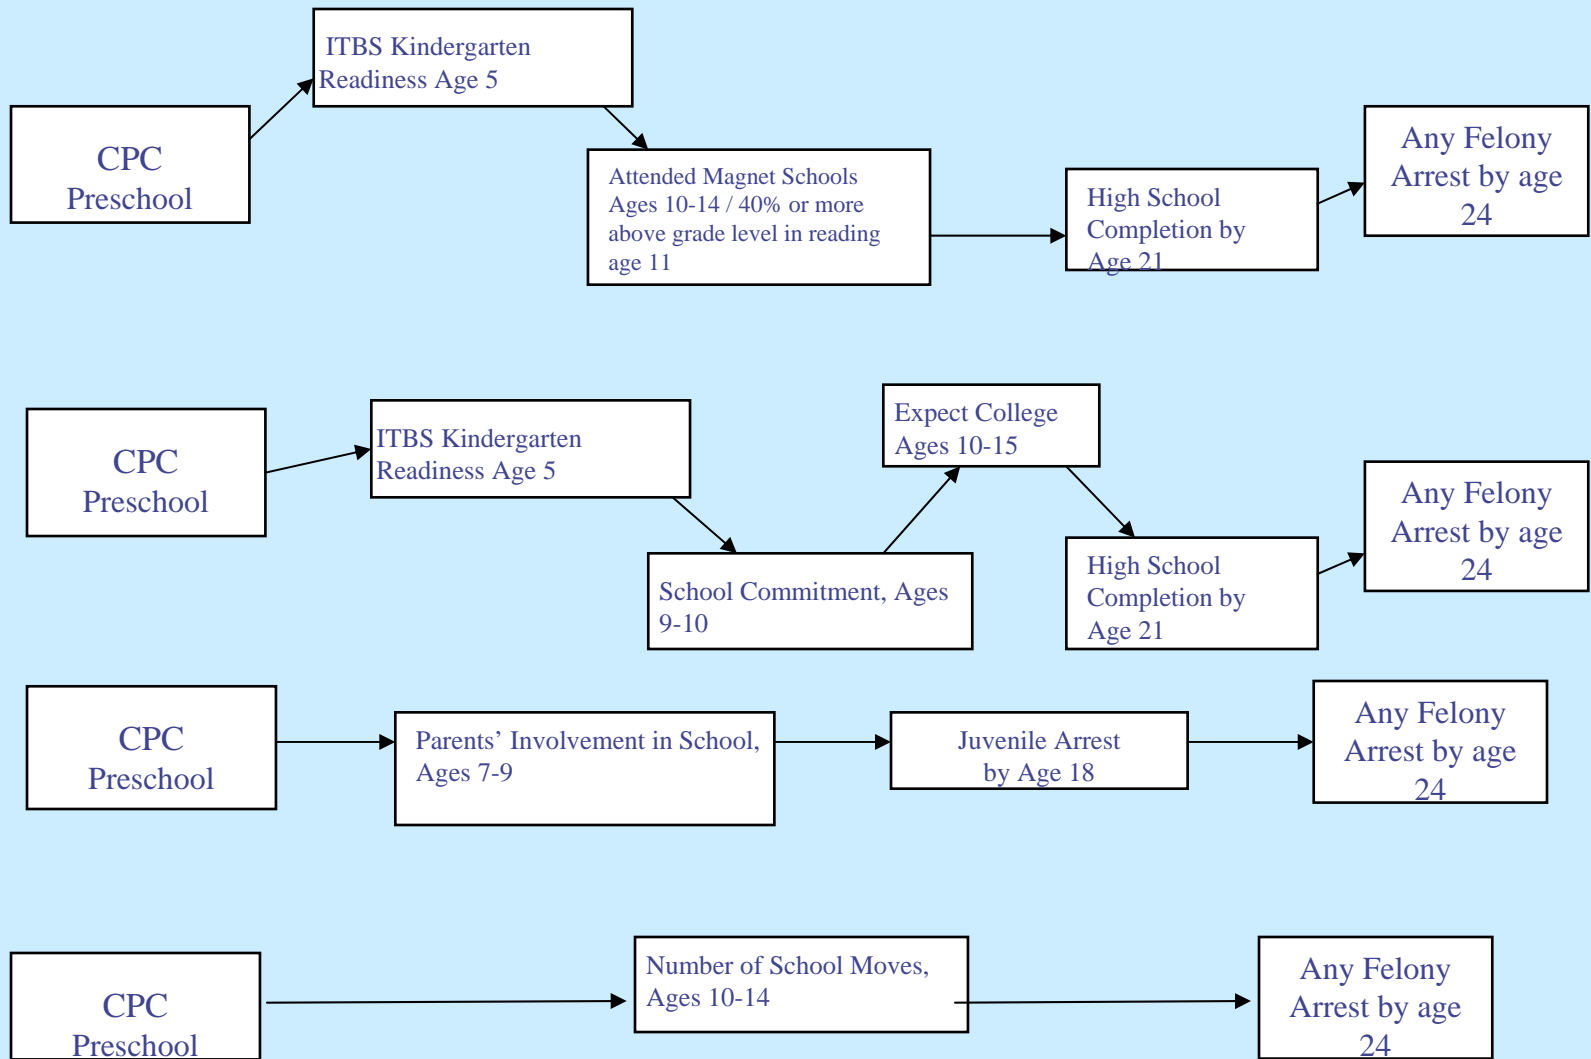 CPC
Preschool
ITBS Kindergarten
Readiness Age 5
Attended Magnet Schools
Ages 10-14 / 40% or more
above grade level in reading
age 11
High School
Completion by
Age 21
Any Felony
Arrest by age
24
CPC
Preschool
ITBS Kindergarten
Readiness Age 5
School Commitment, Ages
9-10
Expect College
Ages 10-15
High School
Completion by
Age 21
Any Felony
Arrest by age
24
CPC
Preschool
Parents’ Involvement in School,
Ages 7-9
Juvenile Arrest
by Age 18
Any Felony
Arrest by age
24
CPC
Preschool
Number of School Moves,
Ages 10-14
Any Felony
Arrest by age
24